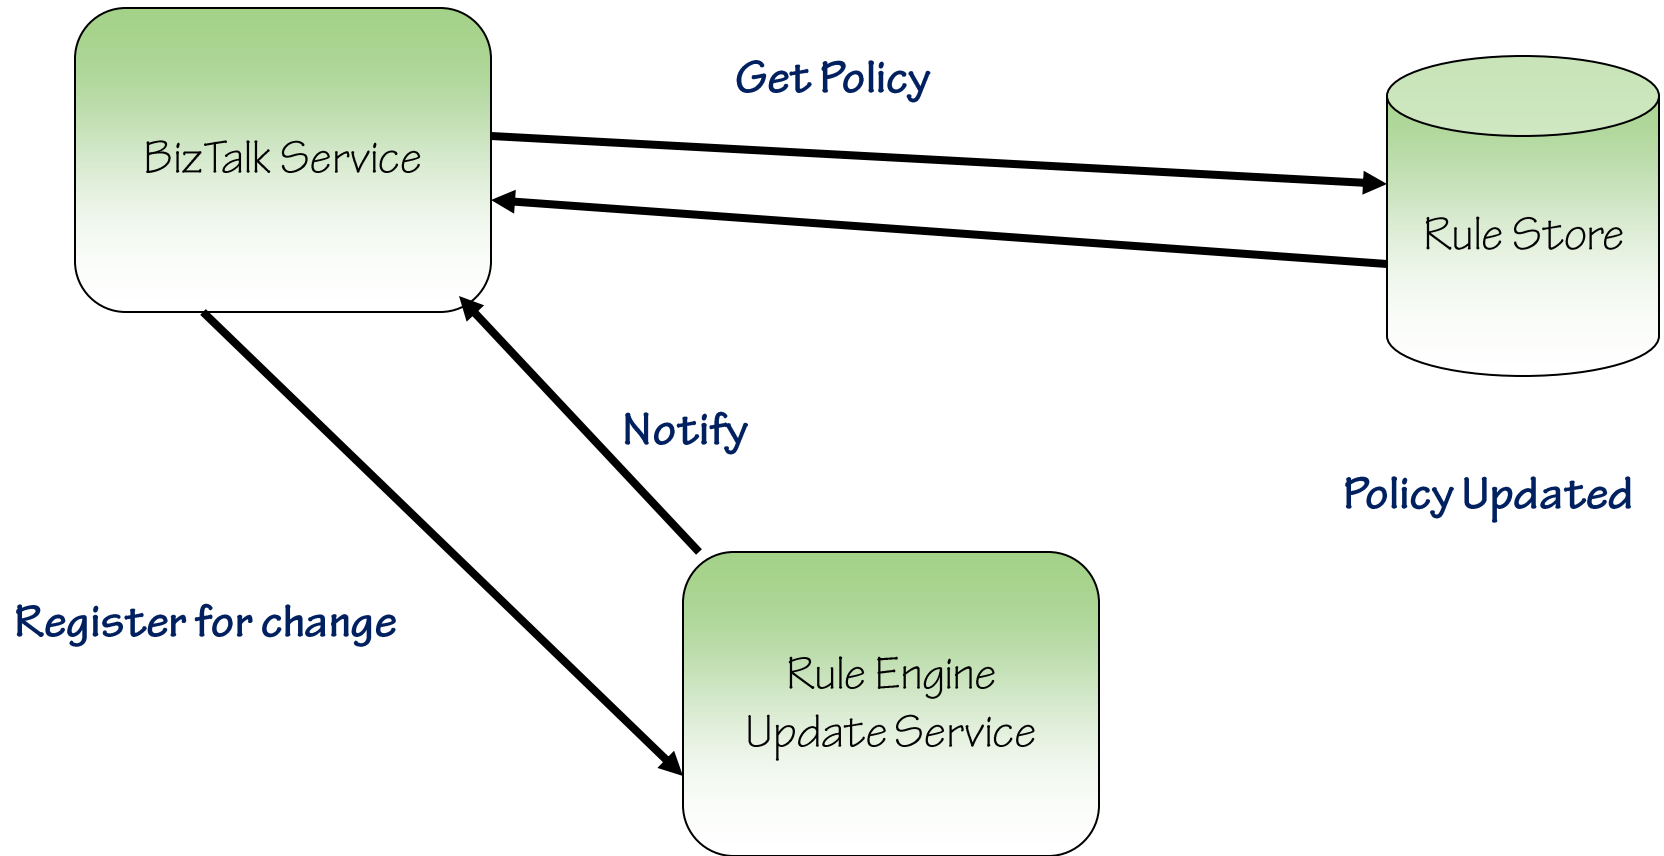 Get Policy
BizTalk Service
Rule Store
Notify
Policy Updated
Register for change
Rule Engine
Update Service